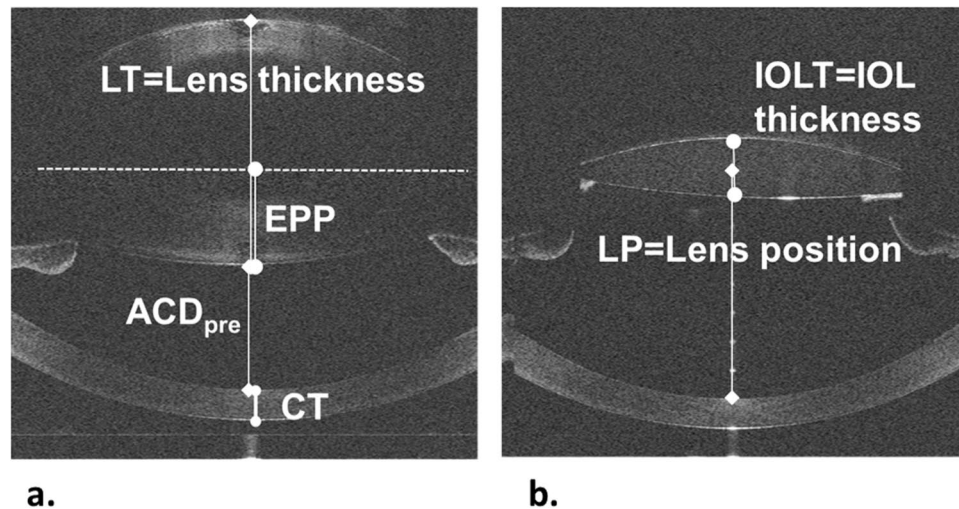 LT=Lens thickness
EPP
ACDpre
CT
a.
IOLT=IOL
thickness
LP=Lens position
b.